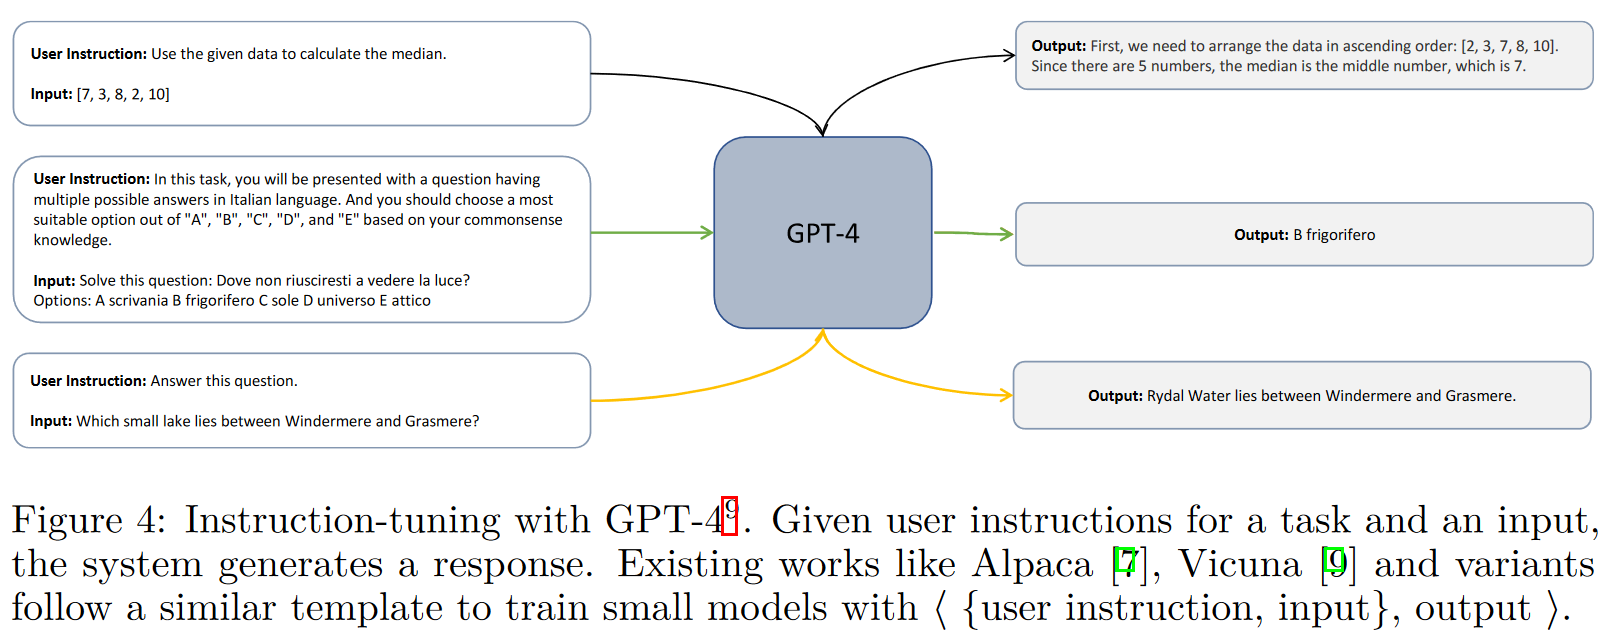 User Instruction: Use the given data to calculate the median.
Input: [7, 3, 8, 2, 10]
Output: First, we need to arrange the data in ascending order: [2, 3, 7, 8, 10].
Since there are 5 numbers, the median is the middle number, which is 7.
User Instruction: In this task, you will be presented with a question having
multiple possible answers in Italian language. And you should choose a most
suitable option out of "A", "B", "C", "D", and "E" based on your commonsense
knowledge.
Input: Solve this question: Dove non riusciresti a vedere la luce?
Options: A scrivania B frigorifero C sole D universo E attico
GPT-4
Output: B frigorifero
User Instruction: Answer this question.
Input: Which small lake lies between Windermere and Grasmere?
Output: Rydal Water lies between Windermere and Grasmere.
Figure 4: Instruction-tuning with GPT-4⁹. Given user instructions for a task and an input,
the system generates a response. Existing works like Alpaca [7], Vicuna [9] and variants
follow a similar template to train small models with ⟨ {user instruction, input}, output ⟩.